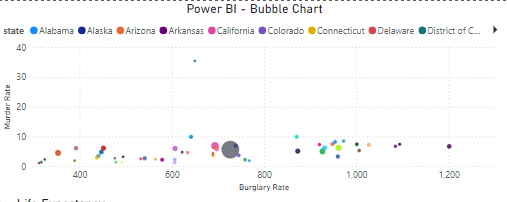 Power BI - Bubble Chart
state Alabama Alaska Arizona Arkansas California Colorado Connecticut Delaware District of C...
40
30
20
10
0
Murder Rate
400 600 800 1,000 1,200
Burglary Rate